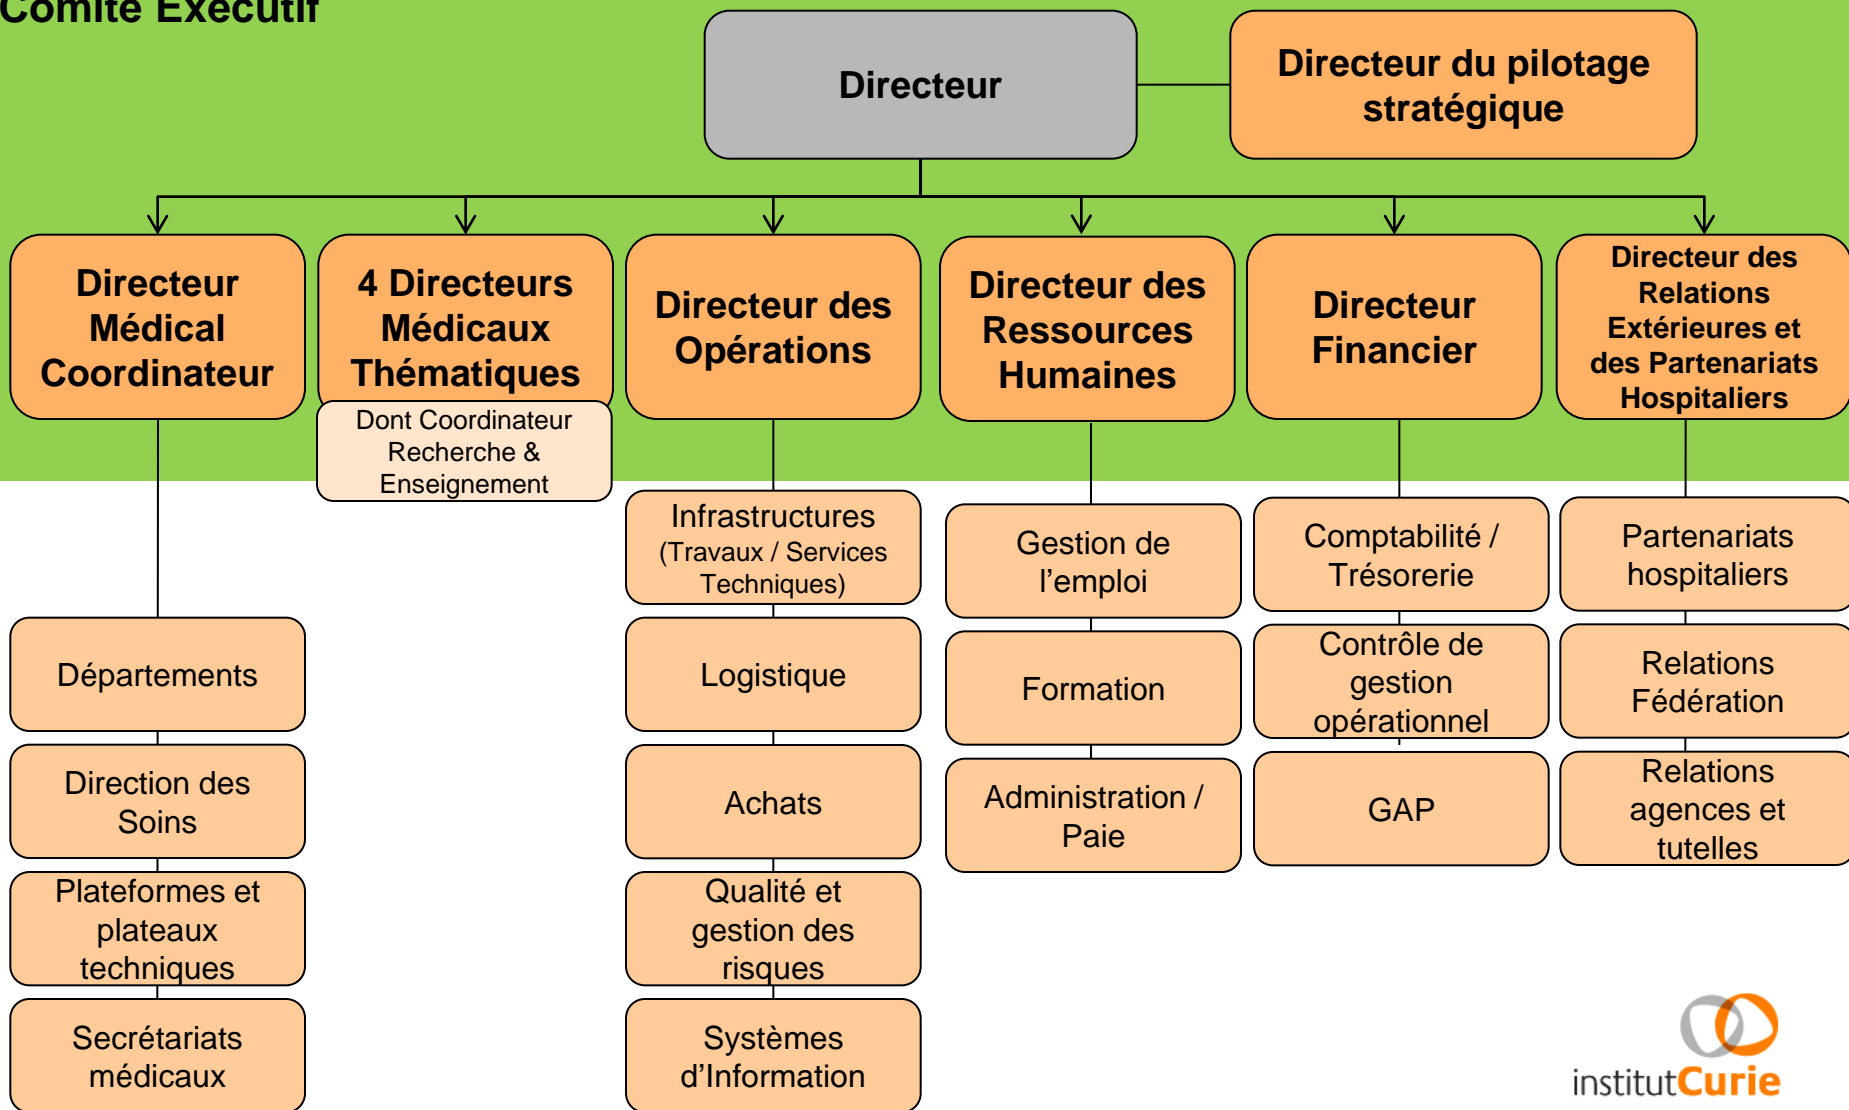 Comité Exécutif
Directeur
Directeur du pilotage
stratégique
Directeur
Médical
Coordinateur
4 Directeurs
Médicaux
Thématiques
Dont Coordinateur
Recherche &
Enseignement
Directeur des
Opérations
Directeur des
Ressources
Humaines
Directeur
Financier
Directeur des
Relations
Extérieures et
des Partenariats
Hospitaliers
Départements
Direction des
Soins
Plateformes et
plateaux
techniques
Secrétariats
médicaux
Infrastructures
(Travaux / Services
Techniques)
Logistique
Achats
Qualité et
gestion des
risques
Systèmes
d’Information
Gestion de
l’emploi
Formation
Administration /
Paie
Comptabilité /
Trésorerie
Contrôle de
gestion
opérationnel
GAP
Partenariats
hospitaliers
Relations
Fédération
Relations
agences et
tutelles
institutCurie